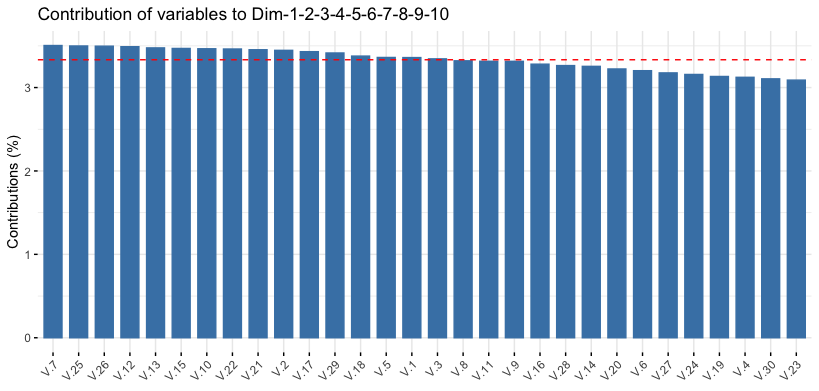 Contribution of variables to Dim-1-2-3-4-5-6-7-8-9-10
Contributions (%)
3
2
1
0
V.7 V.25 V.26 V.12 V.13 V.15 V.10 V.22 V.21 V.2 V.17 V.29 V.18 V.5 V.1 V.3 V.8 V.11 V.9 V.16 V.28 V.14 V.20 V.6 V.27 V.24 V.19 V.4 V.30 V.23